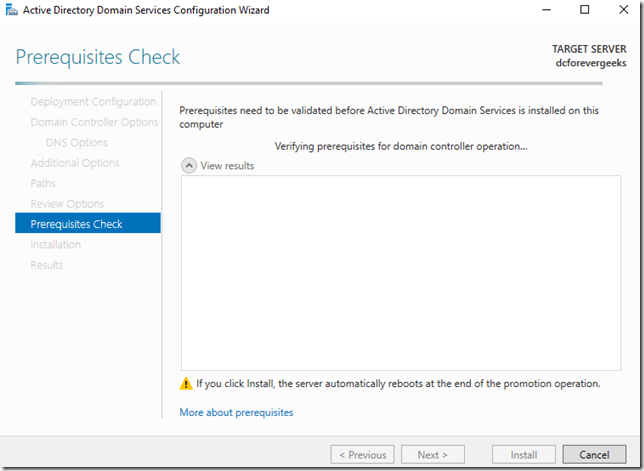 Active Directory Domain Services Configuration Wizard
Prerequisites Check
TARGET SERVER
dcforevergeeks
Deployment Configuration
Domain Controller Options
DNS Options
Additional Options
Paths
Review Options
Prerequisites Check
Installation
Results
Prerequisites need to be validated before Active Directory Domain Services is installed on this
computer
Verifying prerequisites for domain controller operation...
View results
If you click Install, the server automatically reboots at the end of the promotion operation.
More about prerequisites
< Previous
Next >
Install
Cancel